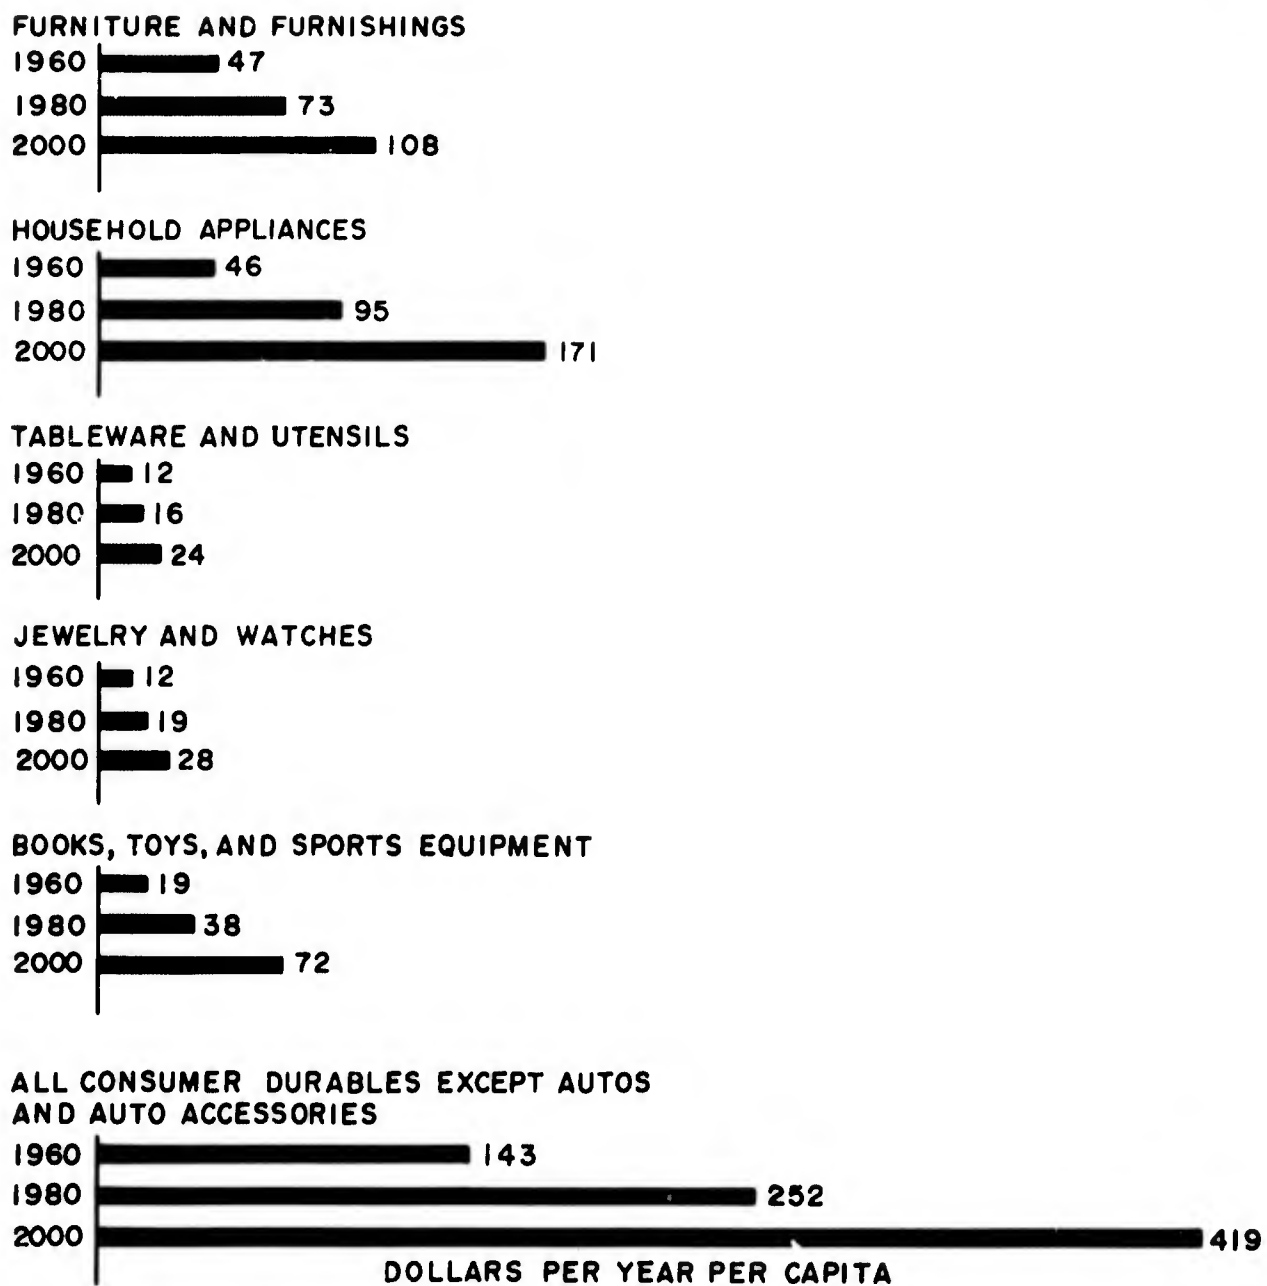 FURNITURE AND FURNISHINGS
1960 47
1980 73
2000 108
HOUSEHOLD APPLIANCES
1960 46
1980 95
2000 171
TABLEWARE AND UTENSILS
1960 12
1980 16
2000 24
JEWELRY AND WATCHES
1960 12
1980 19
2000 28
BOOKS, TOYS, AND SPORTS EQUIPMENT
1960 19
1980 38
2000 72
ALL CONSUMER DURABLES EXCEPT AUTOS
AND AUTO ACCESSORIES
1960 143
1980 252
2000 419
DOLLARS PER YEAR PER CAPITA